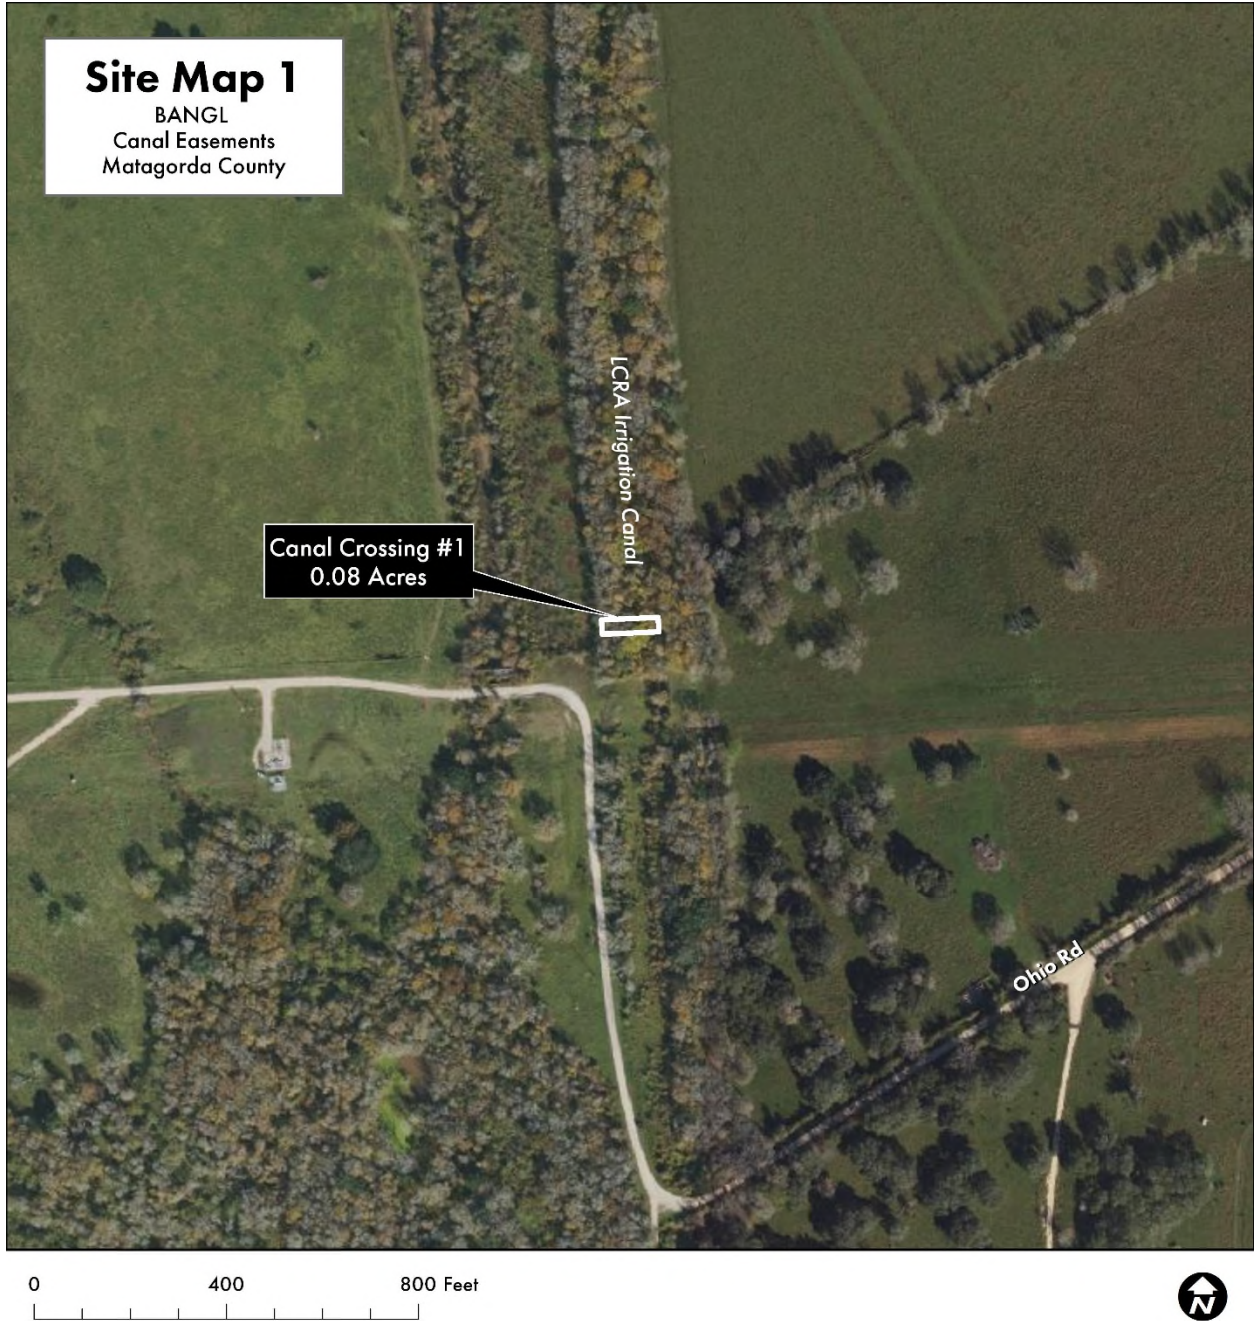 Site Map 1
BANGL
Canal Easements
Matagorda County
LCRA Irrigation Canal
Canal Crossing #1
0.08 Acres
Ohio Rd
0 400 800 Feet
N